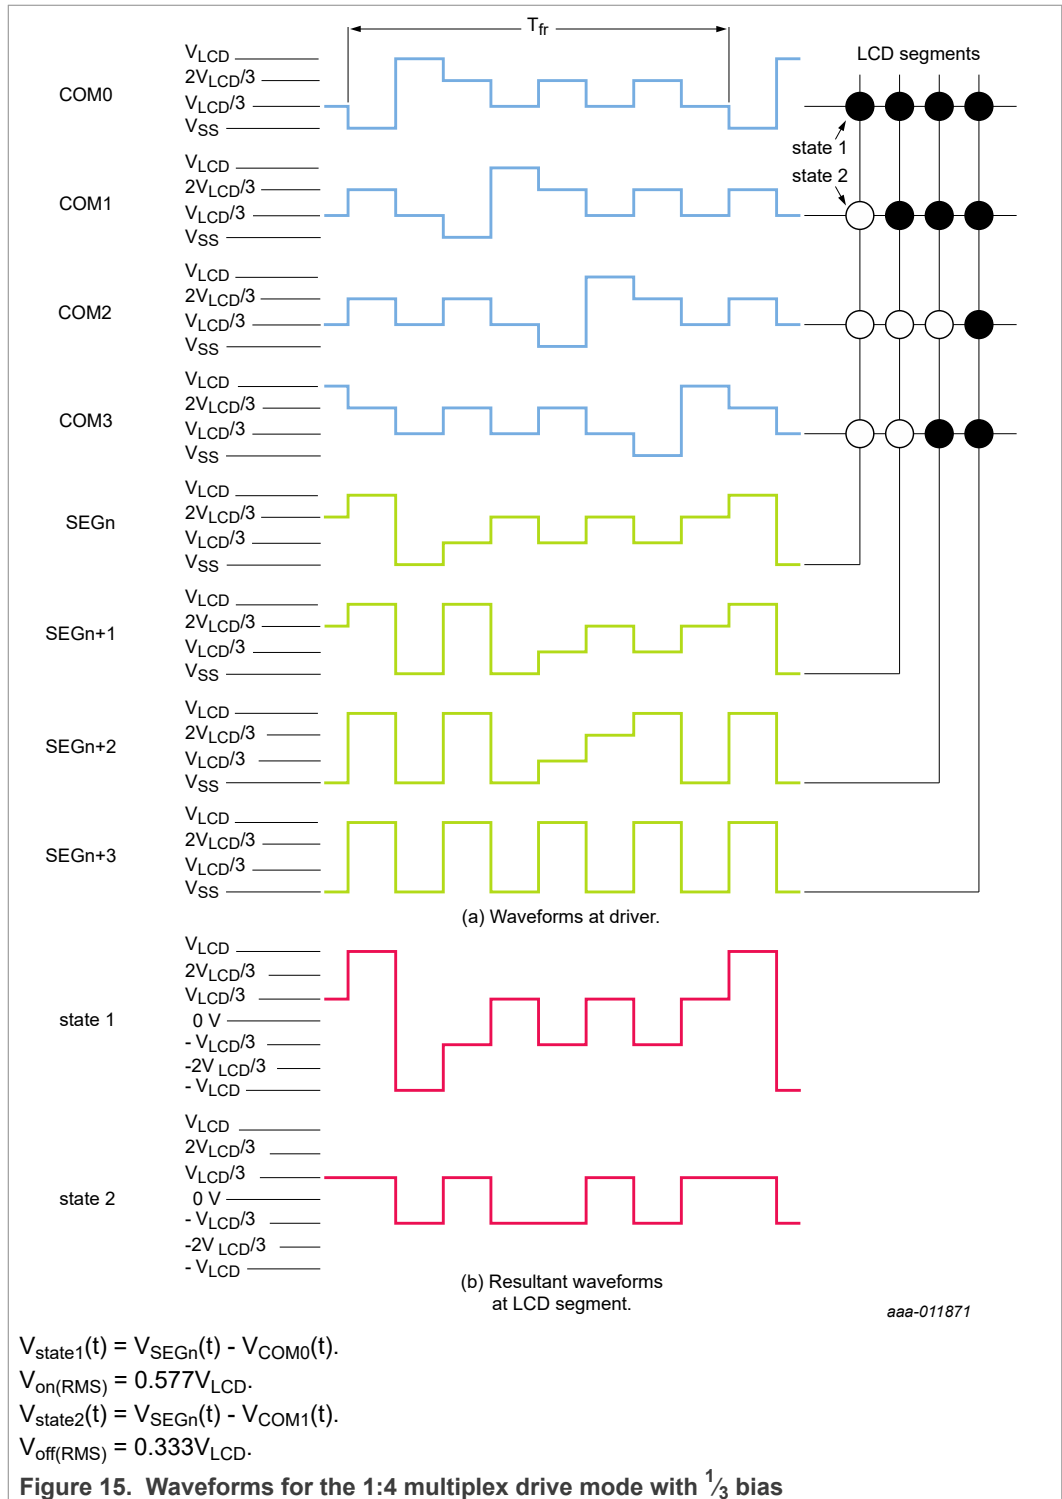 Tfr
LCD segments
COM0
VLCD
2VLCD/3
VLCD/3
VSS
state 1
state 2
COM1
VLCD
2VLCD/3
VLCD/3
VSS
COM2
VLCD
2VLCD/3
VLCD/3
VSS
COM3
VLCD
2VLCD/3
VLCD/3
VSS
SEGn
VLCD
2VLCD/3
VLCD/3
VSS
SEGn+1
VLCD
2VLCD/3
VLCD/3
VSS
SEGn+2
VLCD
2VLCD/3
VLCD/3
VSS
SEGn+3
VLCD
2VLCD/3
VLCD/3
VSS
(a) Waveforms at driver.
state 1
VLCD
2VLCD/3
VLCD/3
0 V
- VLCD/3
-2V LCD/3
- VLCD
state 2
VLCD
2VLCD/3
VLCD/3
0 V
- VLCD/3
-2V LCD/3
- VLCD
(b) Resultant waveforms
at LCD segment.
aaa-011871
Vstate1(t) = VSEGn(t) - VCOM0(t).
Von(RMS) = 0.577VLCD.
Vstate2(t) = VSEGn(t) - VCOM1(t).
Voff(RMS) = 0.333VLCD.
Figure 15. Waveforms for the 1:4 multiplex drive mode with 1⁄3 bias